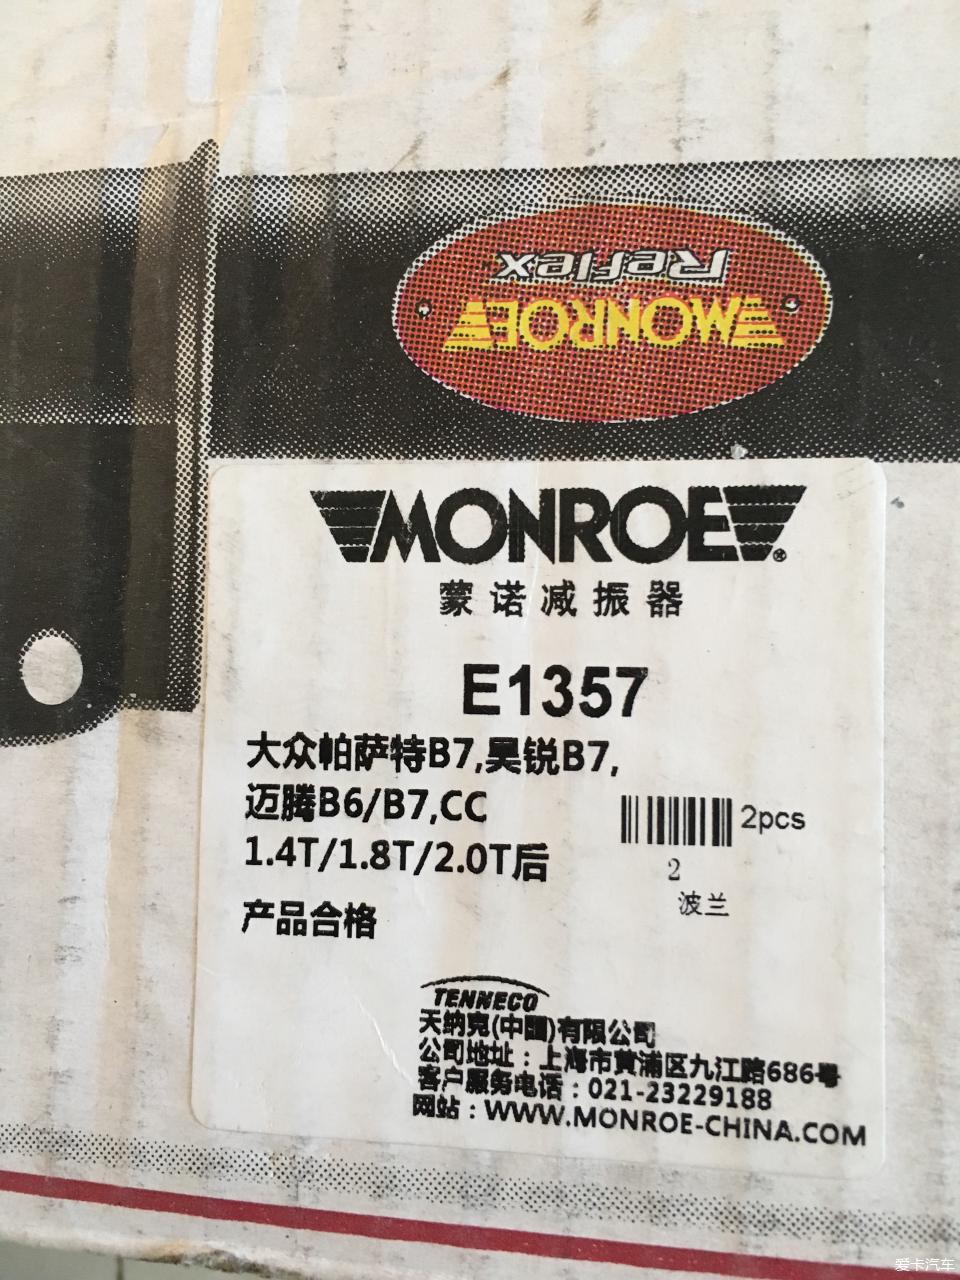 Reflex
MONROE
MONROE®
蒙诺减振器
E1357
大众帕萨特B7,昊锐B7,
迈腾B6/B7,CC
1.4T/1.8T/2.0T后
2pcs
2
波兰
产品合格
TENNECO
天纳克(中国)有限公司
公司地址：上海市黄浦区九江路686号
客户服务电话：021-23229188
网站：WWW.MONROE-CHINA.COM
爱卡汽车